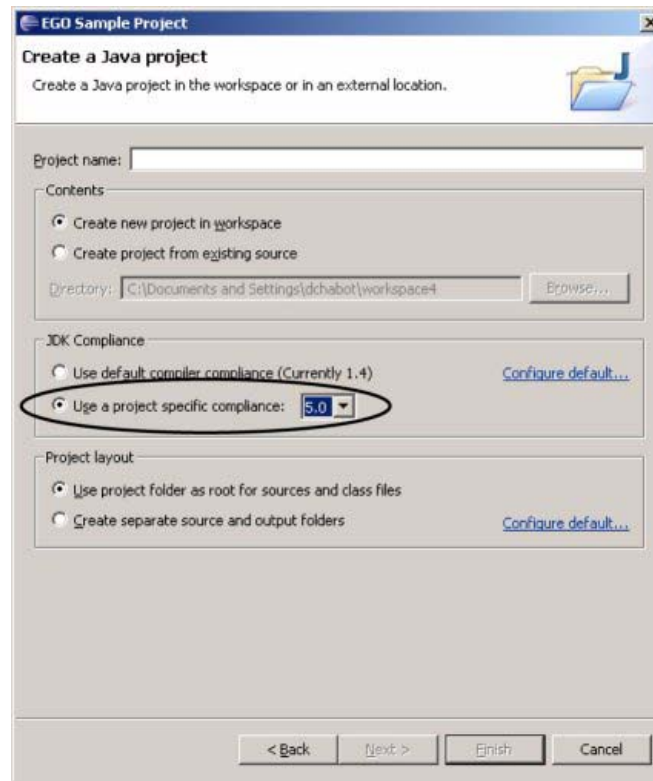 EGO Sample Project
Create a Java project
Create a Java project in the workspace or in an external location.
Project name:
Contents
Create new project in workspace
Create project from existing source
Directory: C:\Documents and Settings\dchabot\workspace4 Browse...
JDK Compliance
Use default compiler compliance (Currently 1.4) Configure default...
Use a project specific compliance: 5.0
Project layout
Use project folder as root for sources and class files
Create separate source and output folders Configure default...
< Back Next > Finish Cancel